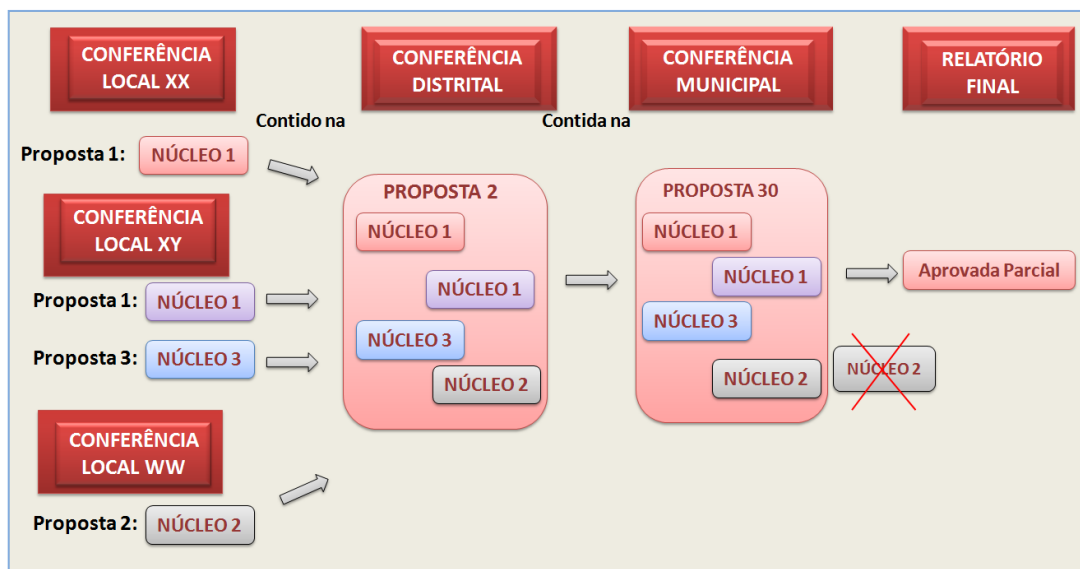 CONFERÊNCIA
LOCAL XX
CONFERÊNCIA
DISTRITAL
CONFERÊNCIA
MUNICIPAL
RELATÓRIO
FINAL
Contido na
Contida na
Proposta 1: NÚCLEO 1
CONFERÊNCIA
LOCAL XY
Proposta 1: NÚCLEO 1
Proposta 3: NÚCLEO 3
CONFERÊNCIA
LOCAL WW
Proposta 2: NÚCLEO 2
PROPOSTA 2
NÚCLEO 1
NÚCLEO 1
NÚCLEO 3
NÚCLEO 2
PROPOSTA 30
NÚCLEO 1
NÚCLEO 1
NÚCLEO 3
NÚCLEO 2
Aprovada Parcial
NÚCLEO 2